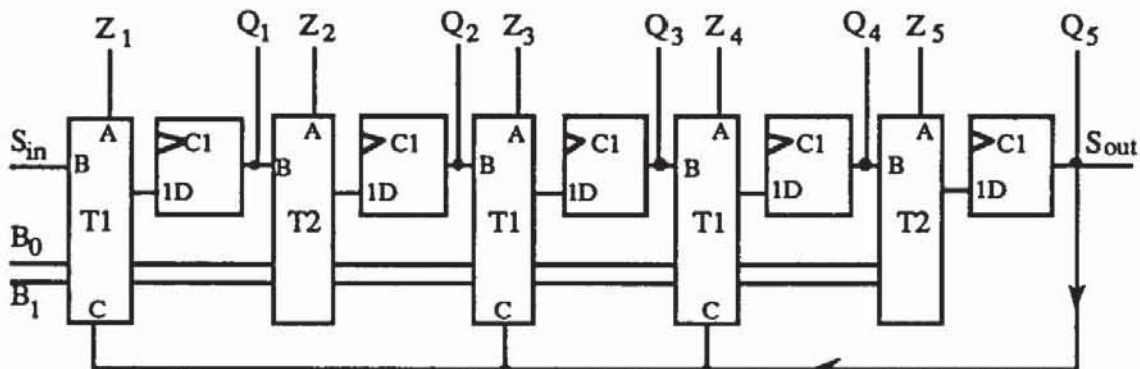 Z1 Q1 Z2 Q2 Z3 Q3 Z4 Q4 Z5 Q5
A C1 A C1 A C1 A C1 A C1
Sin B B B B B Sout
1D 1D 1D 1D 1D
T1 T2 T1 T1 T2
B0
B1
C C C